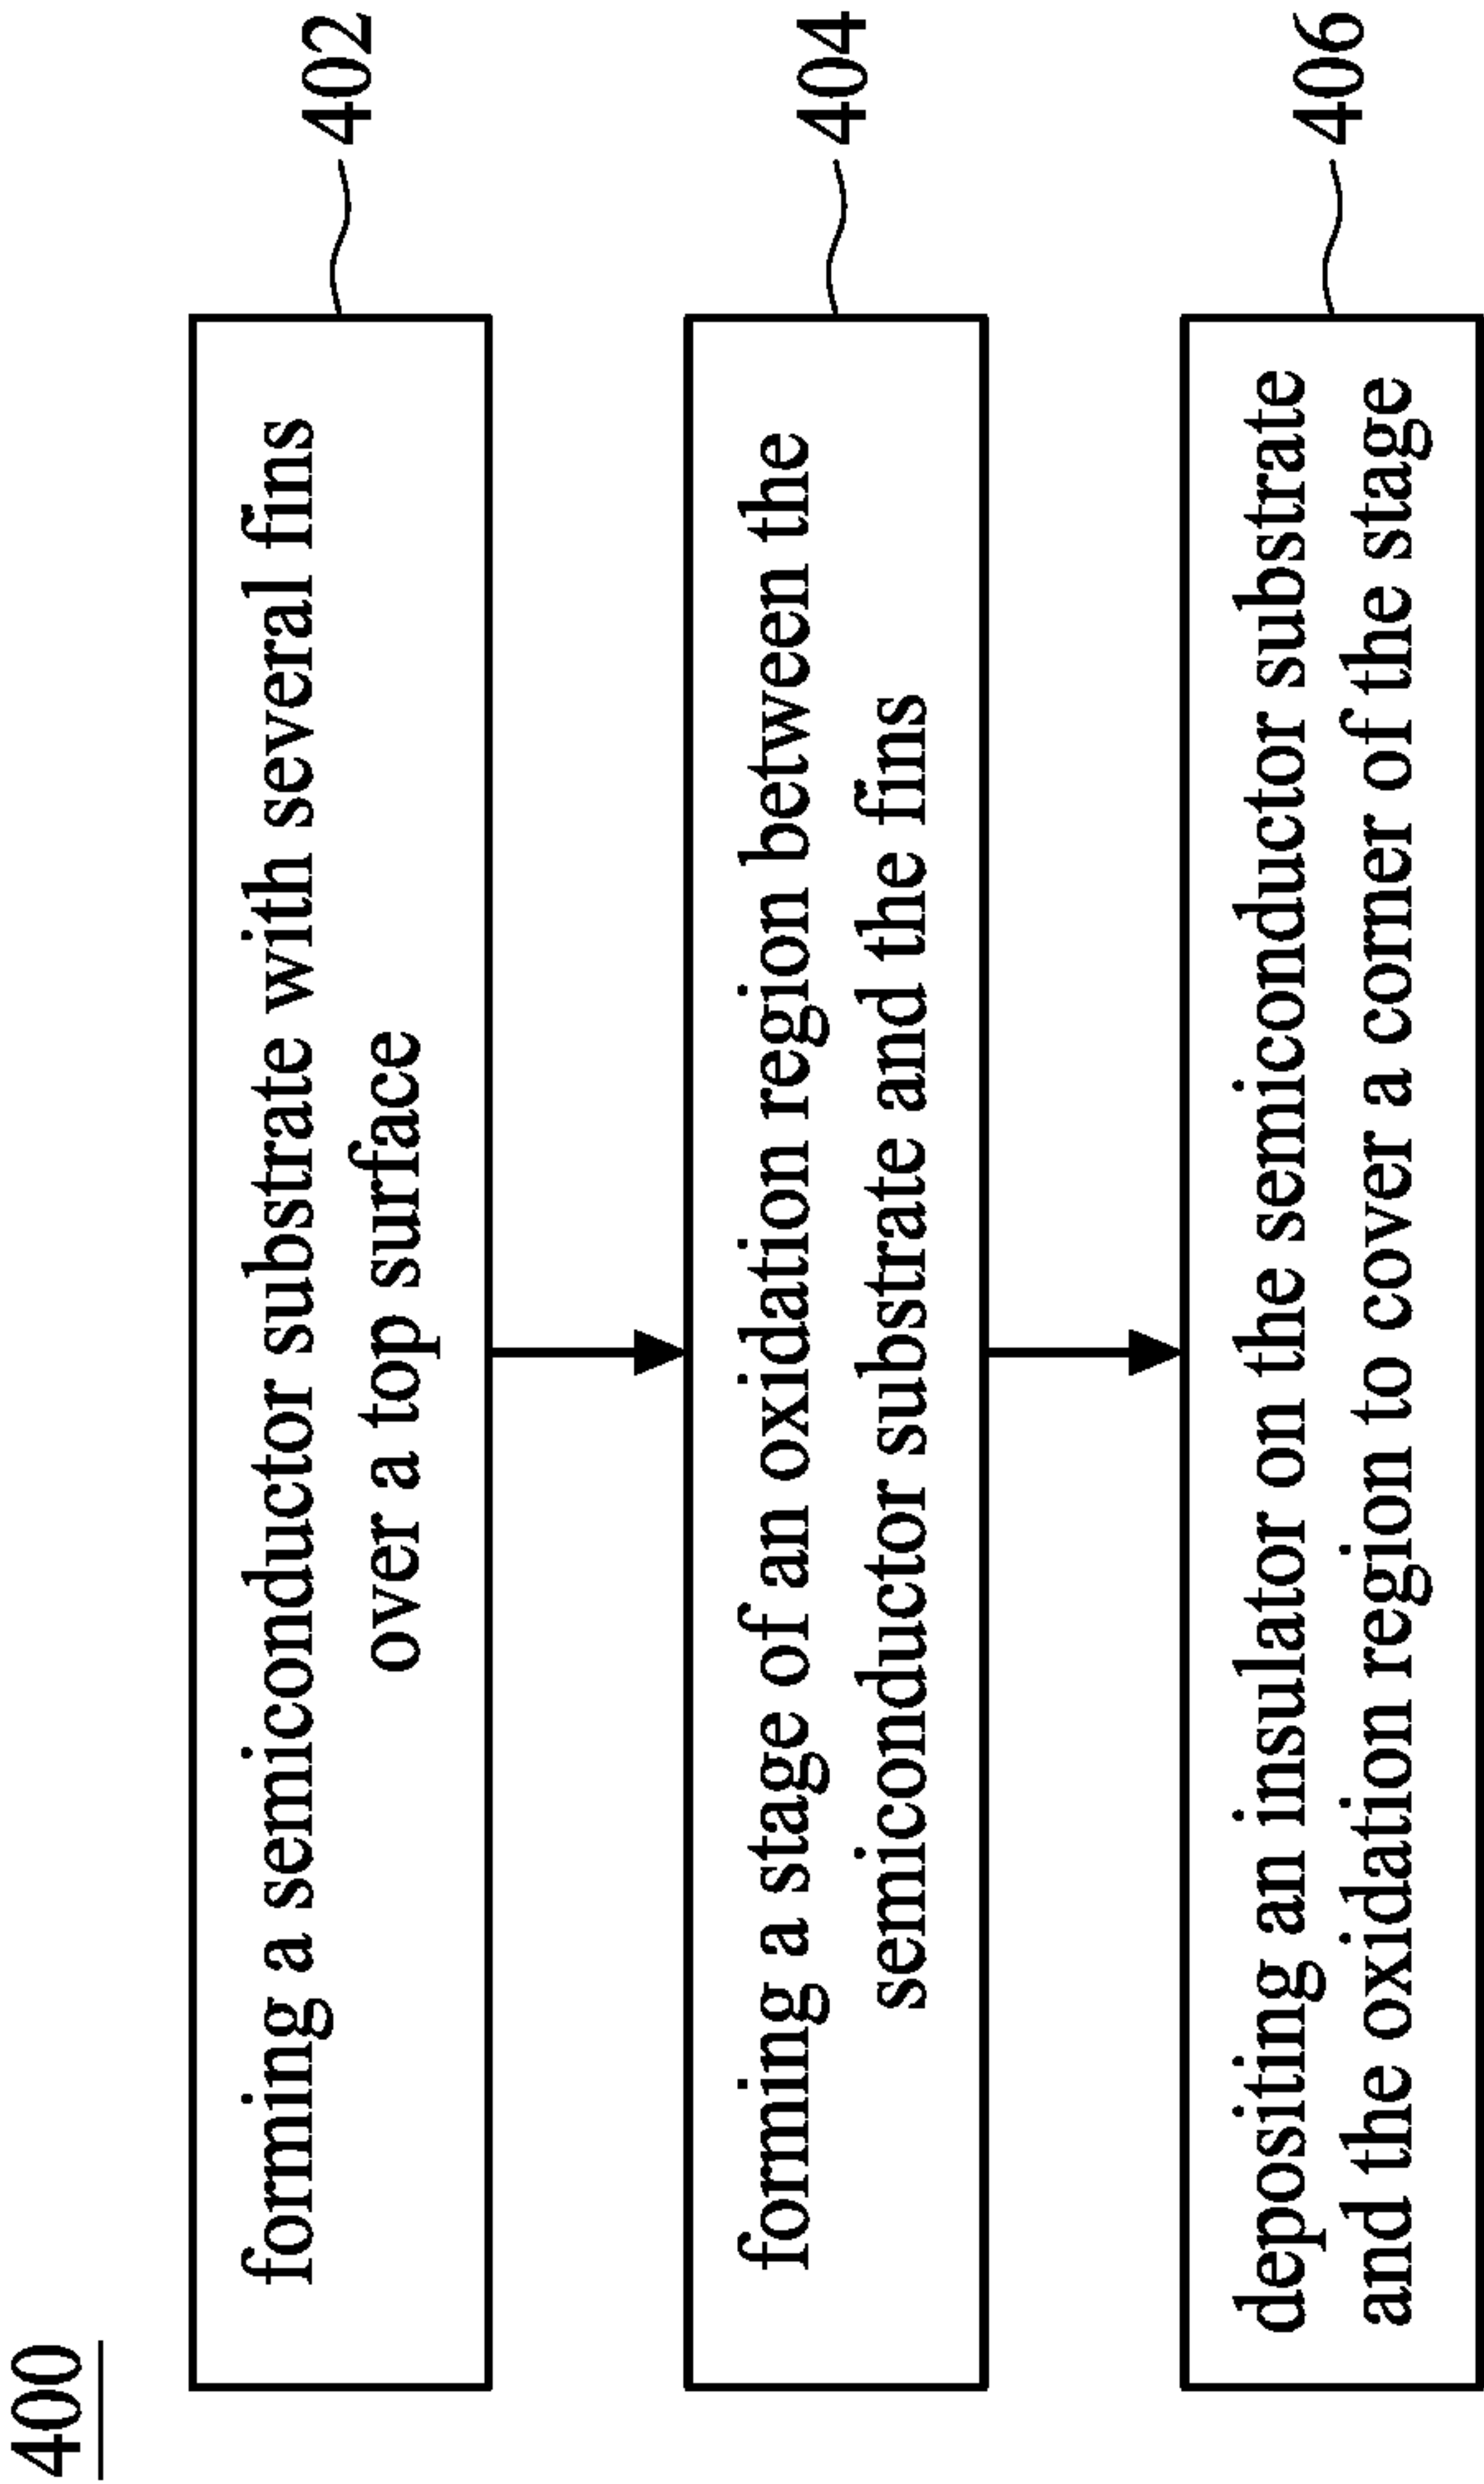 400
forming a semiconductor substrate with several fins
over a top surface
402
forming a stage of an oxidation region between the
semiconductor substrate and the fins
404
depositing an insulator on the semiconductor substrate
and the oxidation region to cover a corner of the stage
406